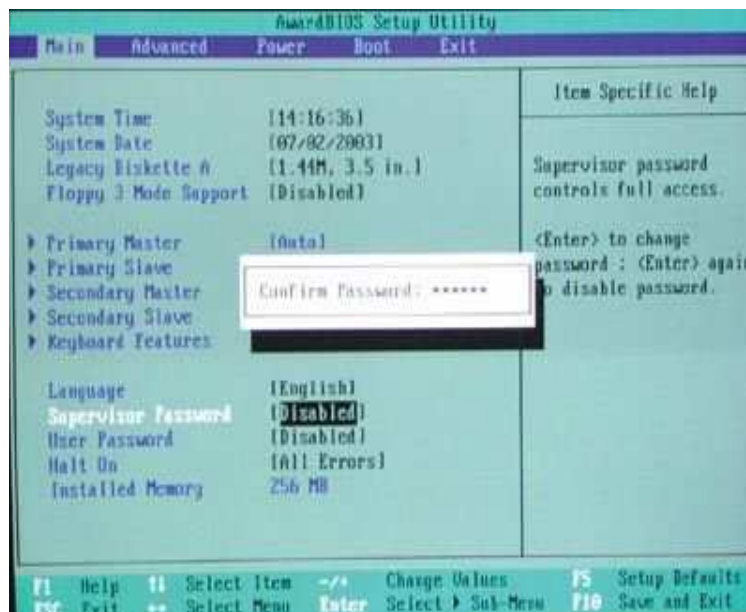 AwardBIOS Setup Utility
Main Advanced Power Boot Exit
System Time [14:16:36]
System Date [07/02/2003]
Legacy Diskette A [1.44M, 3.5 in.]
Floppy 3 Mode Support [Disabled]
Primary Master [Auto]
Primary Slave
Secondary Master
Secondary Slave
Keyboard Features
Confirm Password: ******
Language [English]
Supervisor Password [Disabled]
User Password [Disabled]
Halt On [All Errors]
Installed Memory 256 MB
Item Specific Help
Supervisor password
controls full access.
<Enter> to change
password : <Enter> again
disable password.
F1 Help ↑↓ Select Item -/+ Change Values F5 Setup Defaults
ESC Exit ↔ Select Menu Enter Select ▶ Sub-Menu F10 Save and Exit